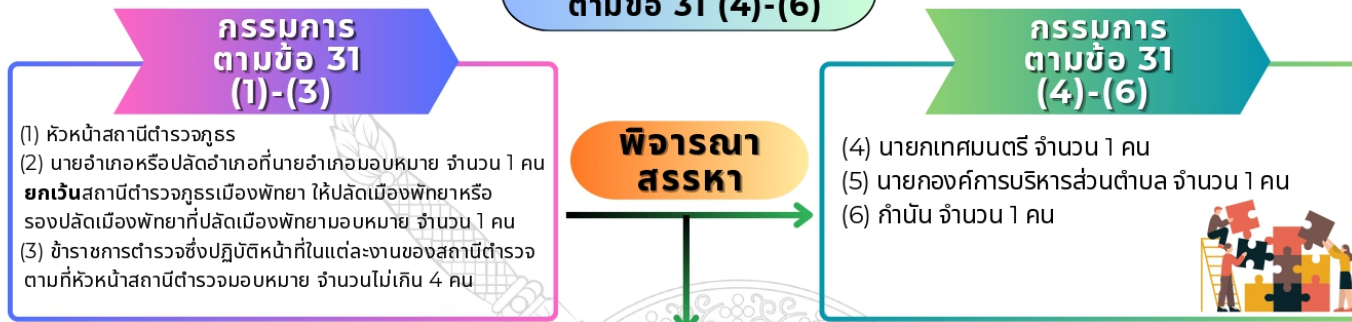 ตามข้อ 31 (4)-(6)
กรรมการ
ตามข้อ 31
(1)-(3)
(1) หัวหน้าสถานีตำรวจภูธร
(2) นายอำเภอหรือปลัดอำเภอที่นายอำเภอมอบหมาย จำนวน 1 คน
ยกเว้นสถานีตำรวจภูธรเมืองพัทยา ให้ปลัดเมืองพัทยาหรือ
รองปลัดเมืองพัทยาที่ปลัดเมืองพัทยามอบหมาย จำนวน 1 คน
(3) ข้าราชการตำรวจซึ่งปฏิบัติหน้าที่ในแต่ละงานของสถานีตำรวจ
ตามที่หัวหน้าสถานีตำรวจมอบหมาย จำนวนไม่เกิน 4 คน
พิจารณา
สรรหา
กรรมการ
ตามข้อ 31
(4)-(6)
(4) นายกเทศมนตรี จำนวน 1 คน
(5) นายกองค์การบริหารส่วนตำบล จำนวน 1 คน
(6) กำนัน จำนวน 1 คน